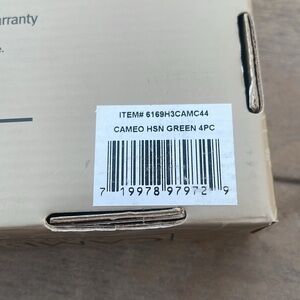 arranty
e.
ITEM# 6169H3CAMC44
CAMEO HSN GREEN 4PC
7 19978 97972 9